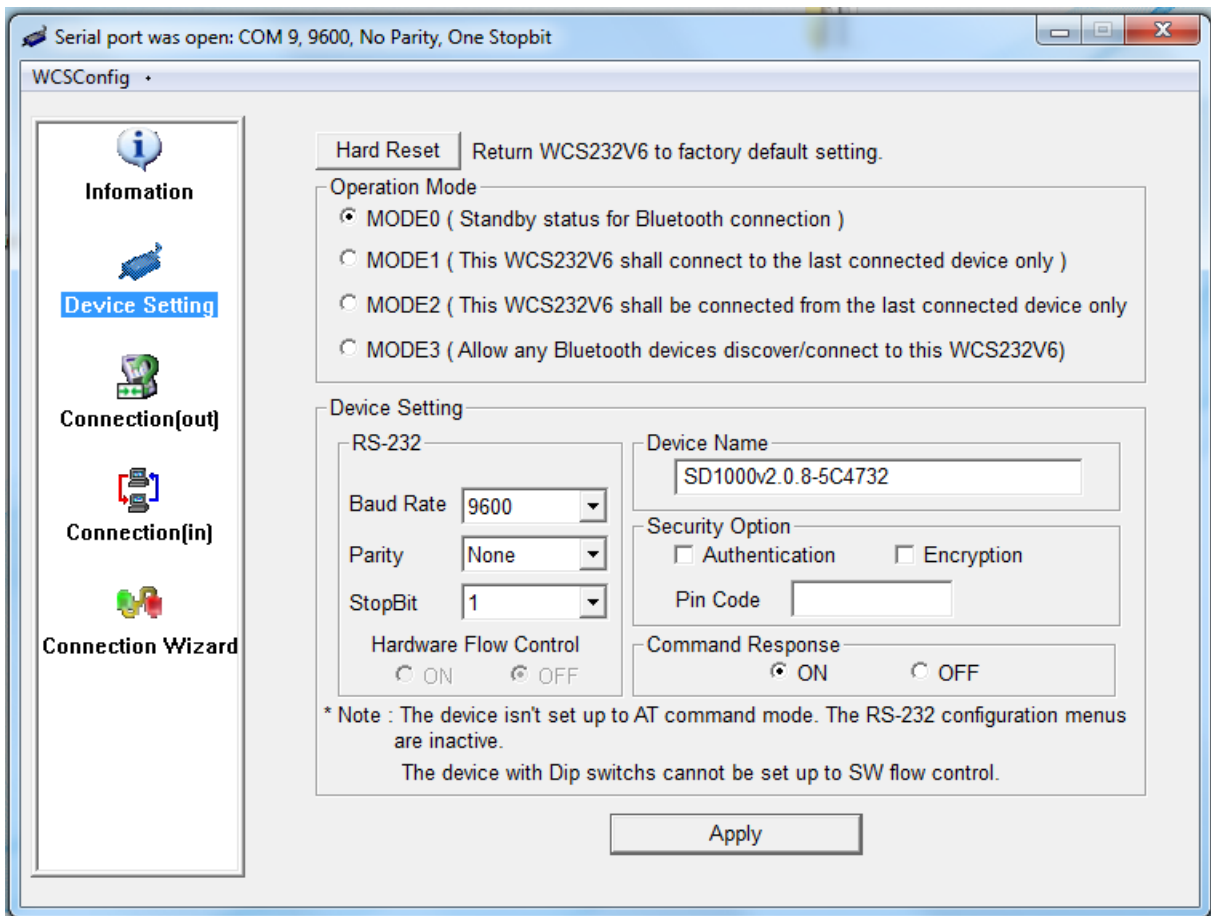 Serial port was open: COM 9, 9600, No Parity, One Stopbit
WCSConfig
Infomation
Device Setting
Connection(out)
Connection(in)
Connection Wizard
Hard Reset Return WCS232V6 to factory default setting.
Operation Mode
MODE0 ( Standby status for Bluetooth connection )
MODE1 ( This WCS232V6 shall connect to the last connected device only )
MODE2 ( This WCS232V6 shall be connected from the last connected device only
MODE3 ( Allow any Bluetooth devices discover/connect to this WCS232V6)
Device Setting
RS-232
Baud Rate 9600
Parity None
StopBit 1
Hardware Flow Control
ON OFF
Device Name
SD1000v2.0.8-5C4732
Security Option
Authentication Encryption
Pin Code
Command Response
ON OFF
* Note : The device isn't set up to AT command mode. The RS-232 configuration menus
are inactive.
The device with Dip switchs cannot be set up to SW flow control.
Apply